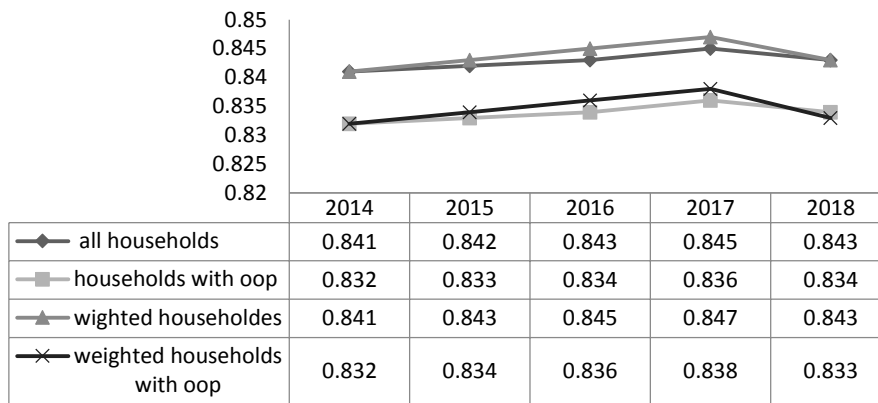 0.85
0.845
0.84
0.835
0.83
0.825
0.82
2014 2015 2016 2017 2018
all households 0.841 0.842 0.843 0.845 0.843
households with oop 0.832 0.833 0.834 0.836 0.834
wighted householdes 0.841 0.843 0.845 0.847 0.843
weighted households
with oop 0.832 0.834 0.836 0.838 0.833